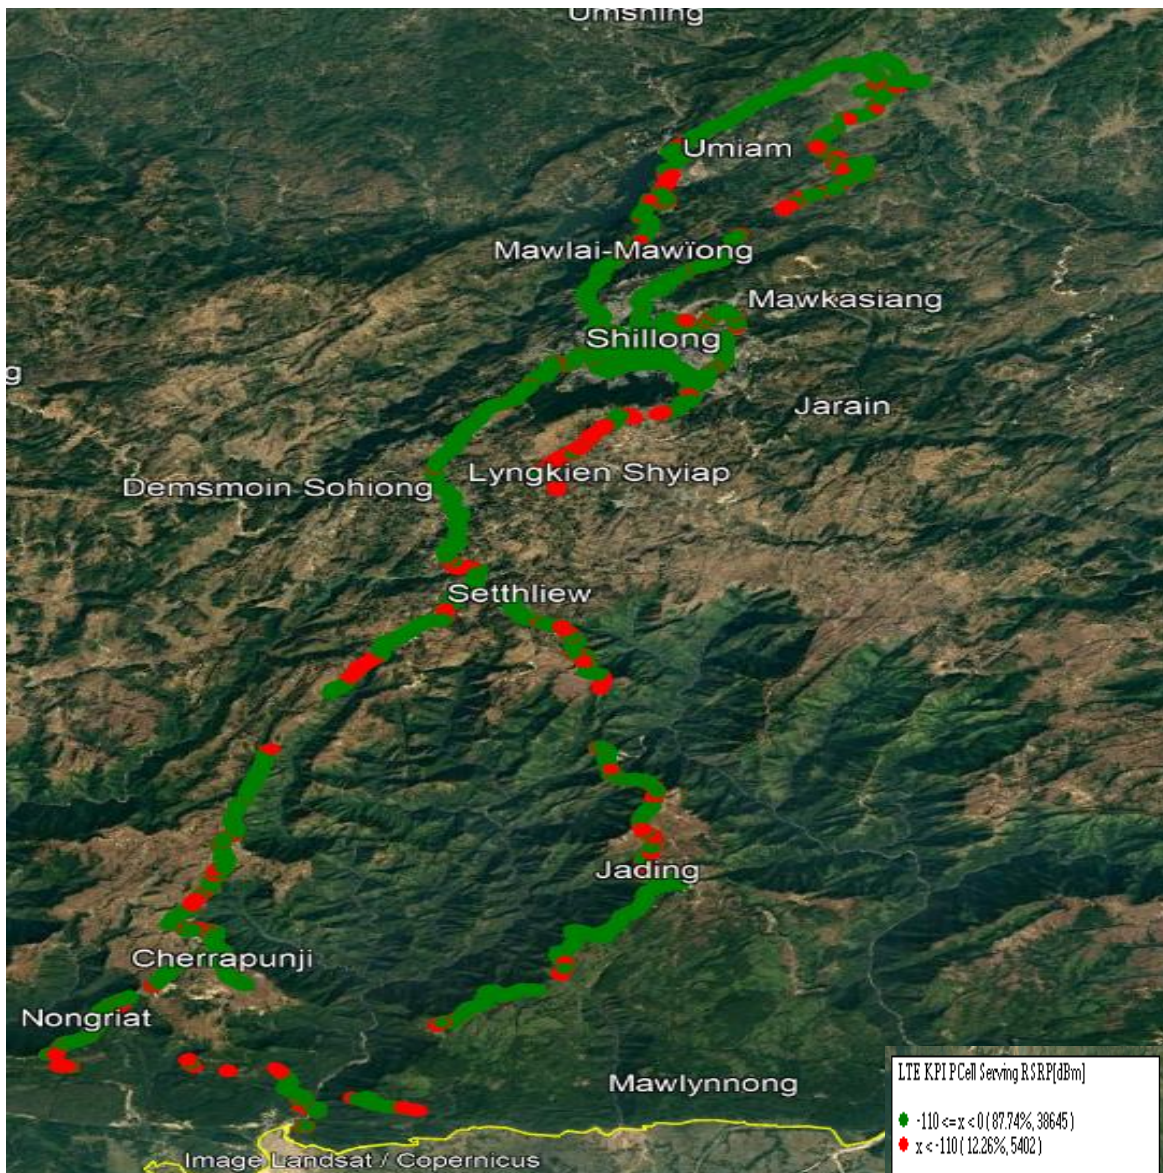 Umshing
Umiam
Mawlai-Mawïong
Mawkasiang
Shillong
g
Jarain
Lyngkien Shyiap
Demsmoin Sohiong
Setthliew
Jading
Cherrapunji
Nongriat
Mawlynnong
Image Landsat / Copernicus
LTE KPI PCell Serving RSRP[dBm]
-110 <= x < 0 ( 87.74%, 38645)
x < -110 ( 12.26%, 5402)